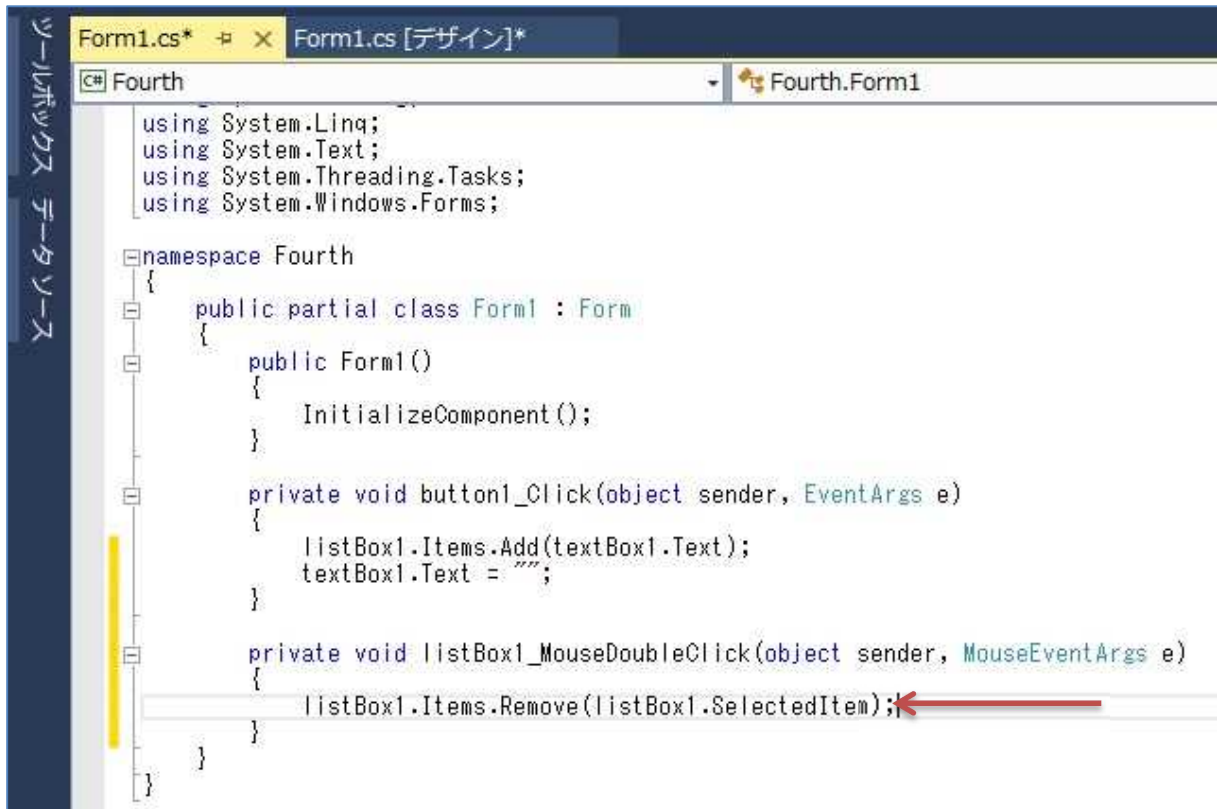 ツールボックス
データ ソース
Form1.cs*
Form1.cs [デザイン]*
C# Fourth
Fourth.Form1
using System.Linq;
using System.Text;
using System.Threading.Tasks;
using System.Windows.Forms;
namespace Fourth
{
public partial class Form1 : Form
{
public Form1()
{
InitializeComponent();
}
private void button1_Click(object sender, EventArgs e)
{
listBox1.Items.Add(textBox1.Text);
textBox1.Text = "";
}
private void listBox1_MouseDoubleClick(object sender, MouseEventArgs e)
{
listBox1.Items.Remove(listBox1.SelectedItem);
}
}
}